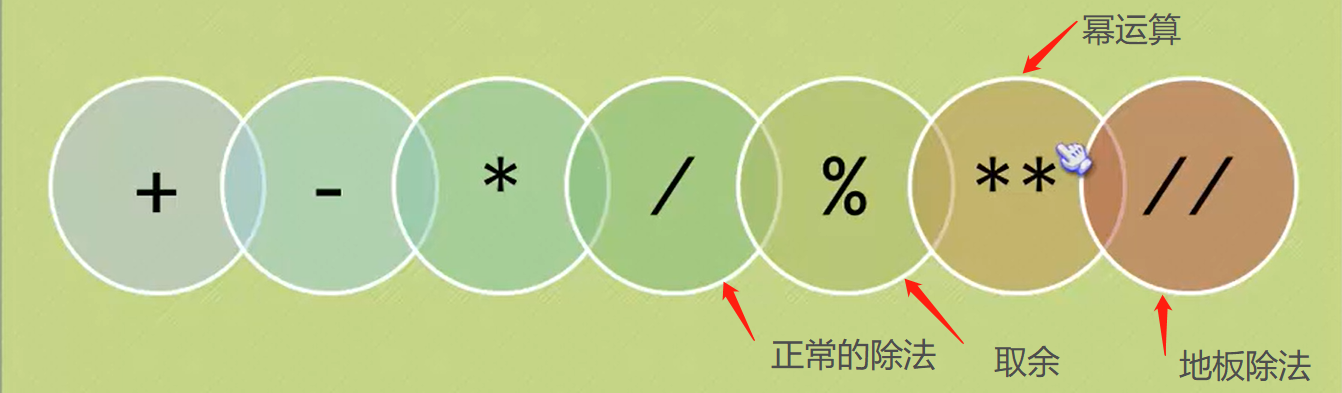 幂运算
+ - * / % ** //
正常的除法
取余
地板除法